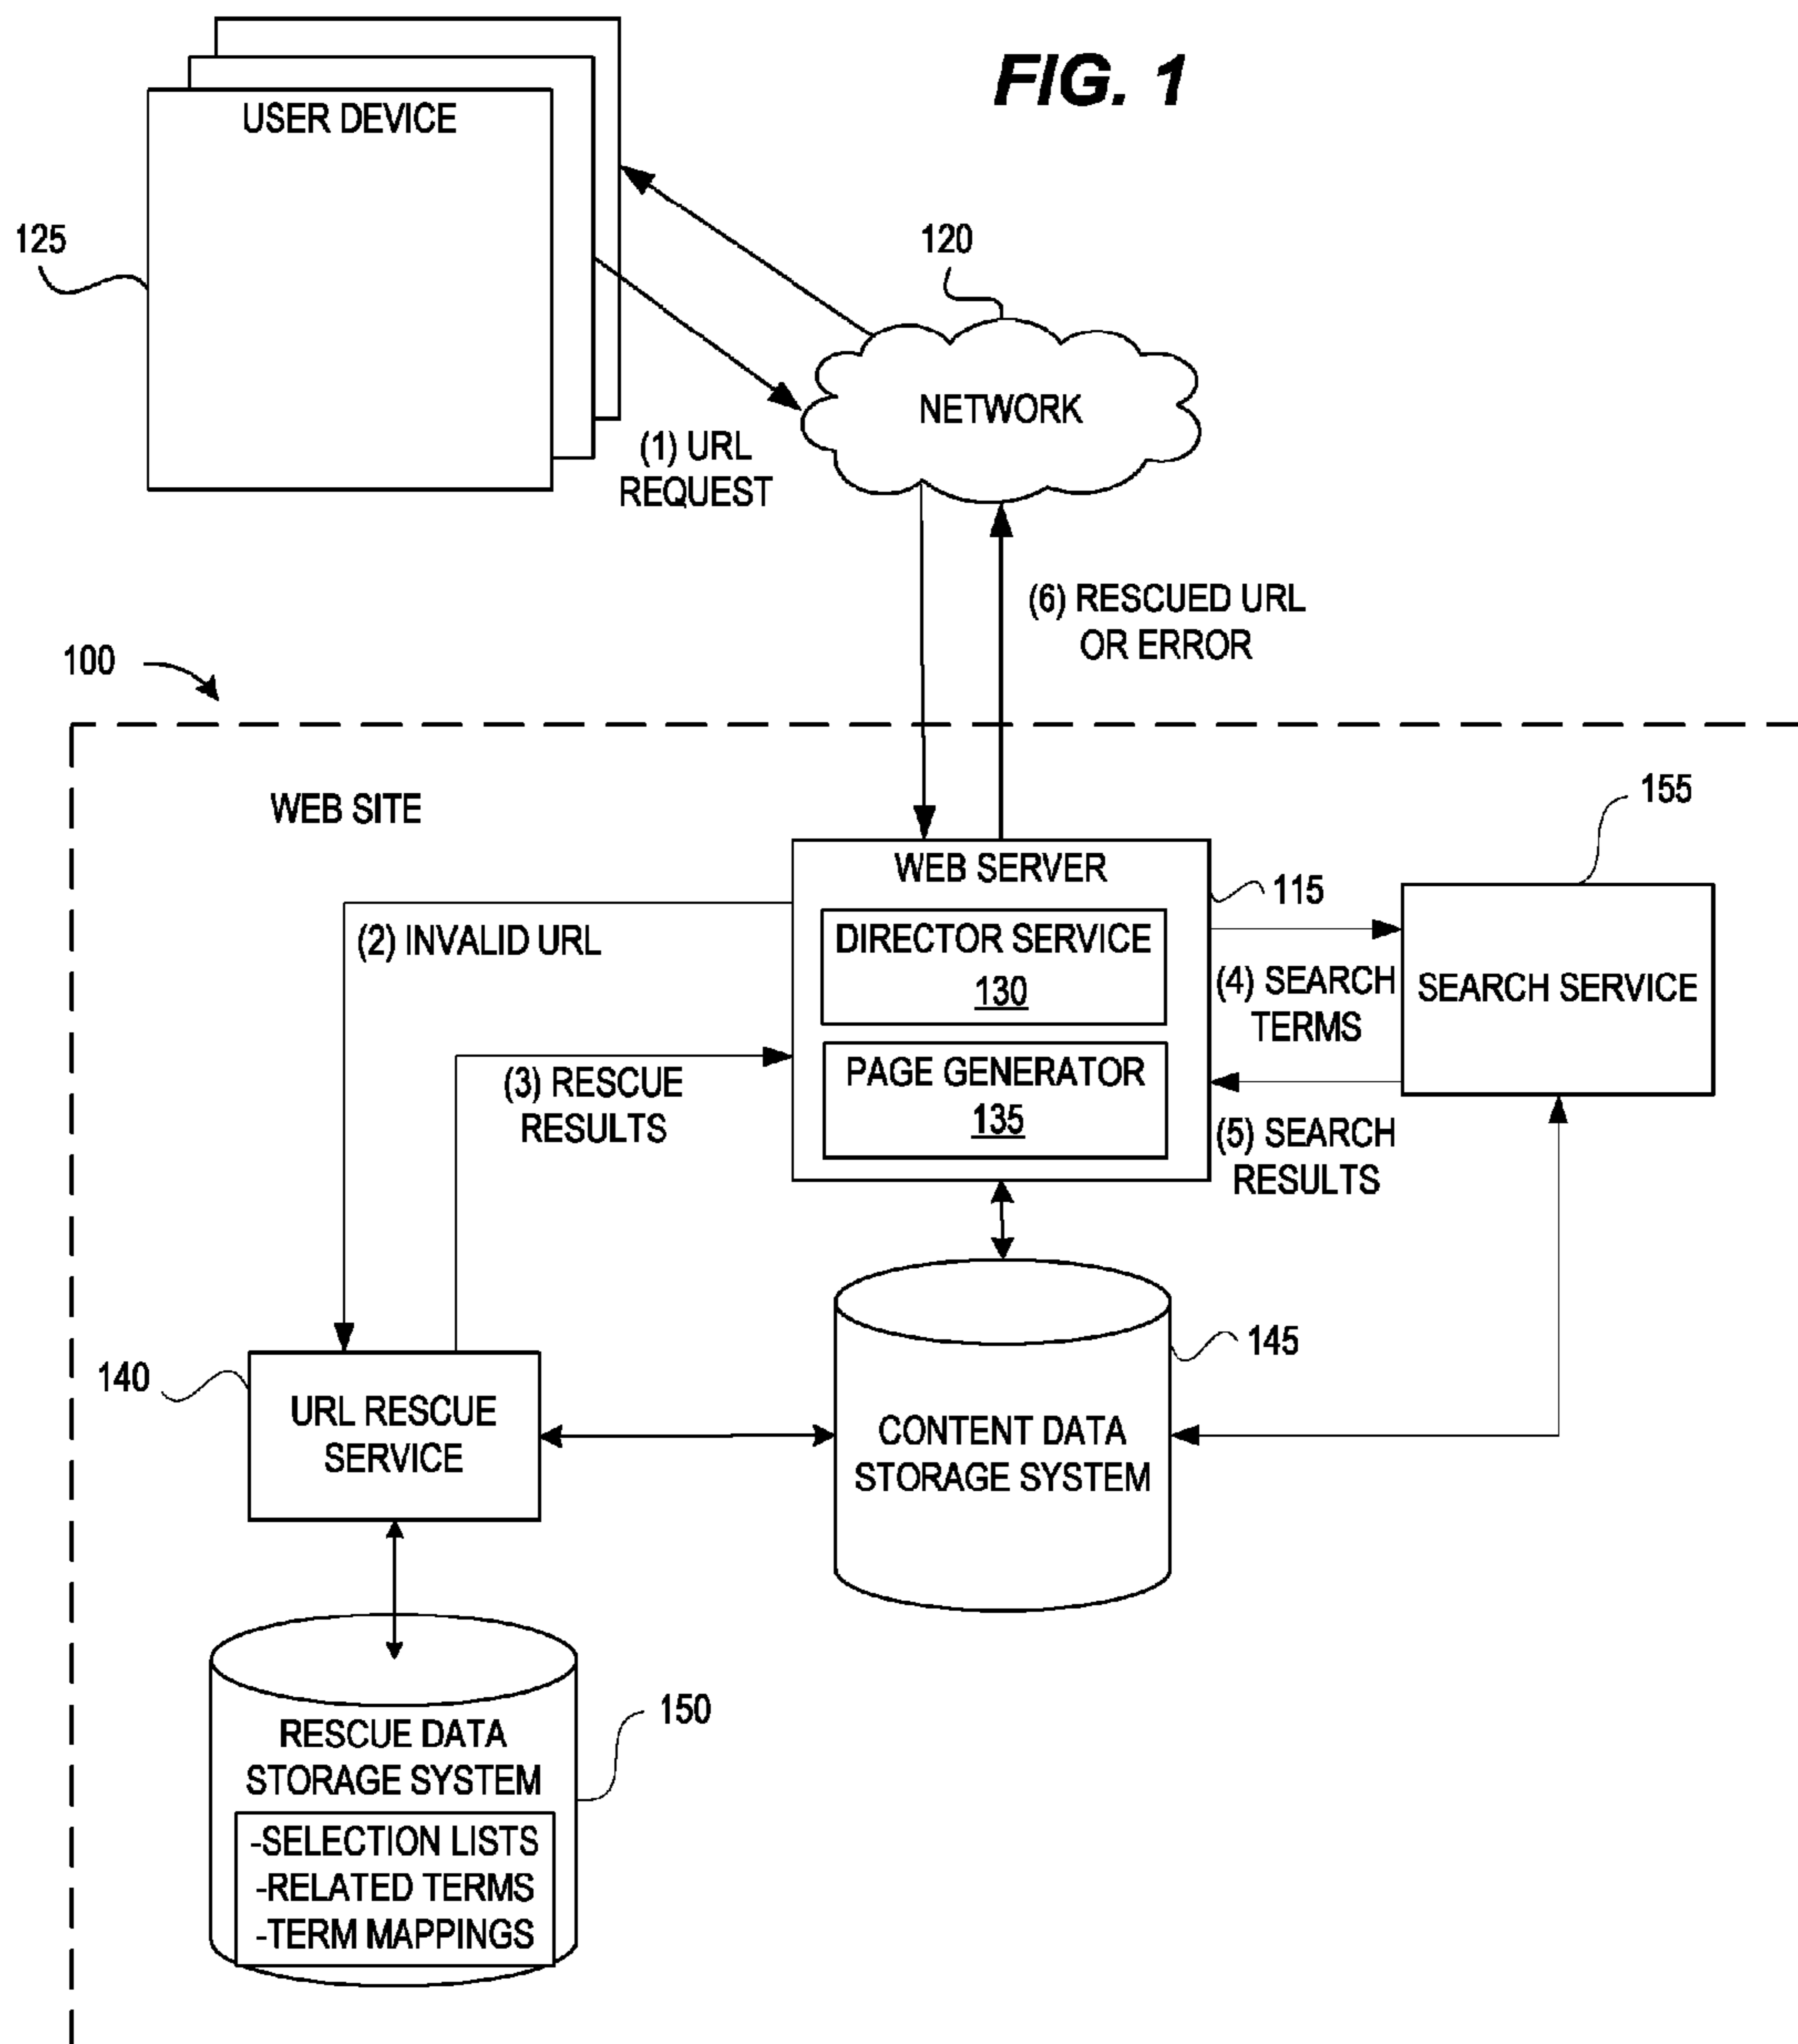 FIG. 1
USER DEVICE
125
120
NETWORK
(1) URL
REQUEST
(6) RESCUED URL
OR ERROR
100
WEB SITE
155
WEB SERVER
115
(2) INVALID URL
DIRECTOR SERVICE
130
(4) SEARCH
TERMS
SEARCH SERVICE
(3) RESCUE
RESULTS
PAGE GENERATOR
135
(5) SEARCH
RESULTS
145
140
URL RESCUE
SERVICE
CONTENT DATA
STORAGE SYSTEM
150
RESCUE DATA
STORAGE SYSTEM
-SELECTION LISTS
-RELATED TERMS
-TERM MAPPINGS